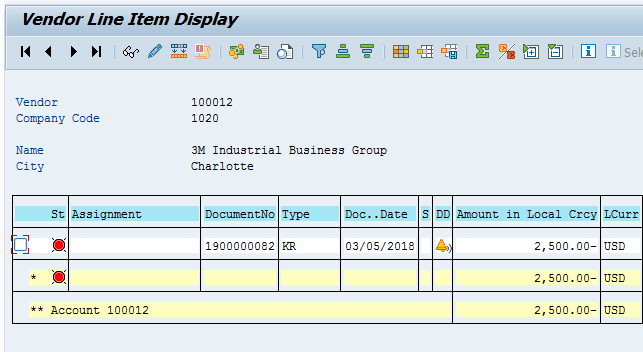 Vendor Line Item Display
Sele
Vendor 100012
Company Code 1020
Name 3M Industrial Business Group
City Charlotte
St Assignment DocumentNo Type Doc..Date S DD Amount in Local Crcy LCurr
1900000082 KR 03/05/2018 2,500.00- USD
* 2,500.00- USD
** Account 100012 2,500.00- USD